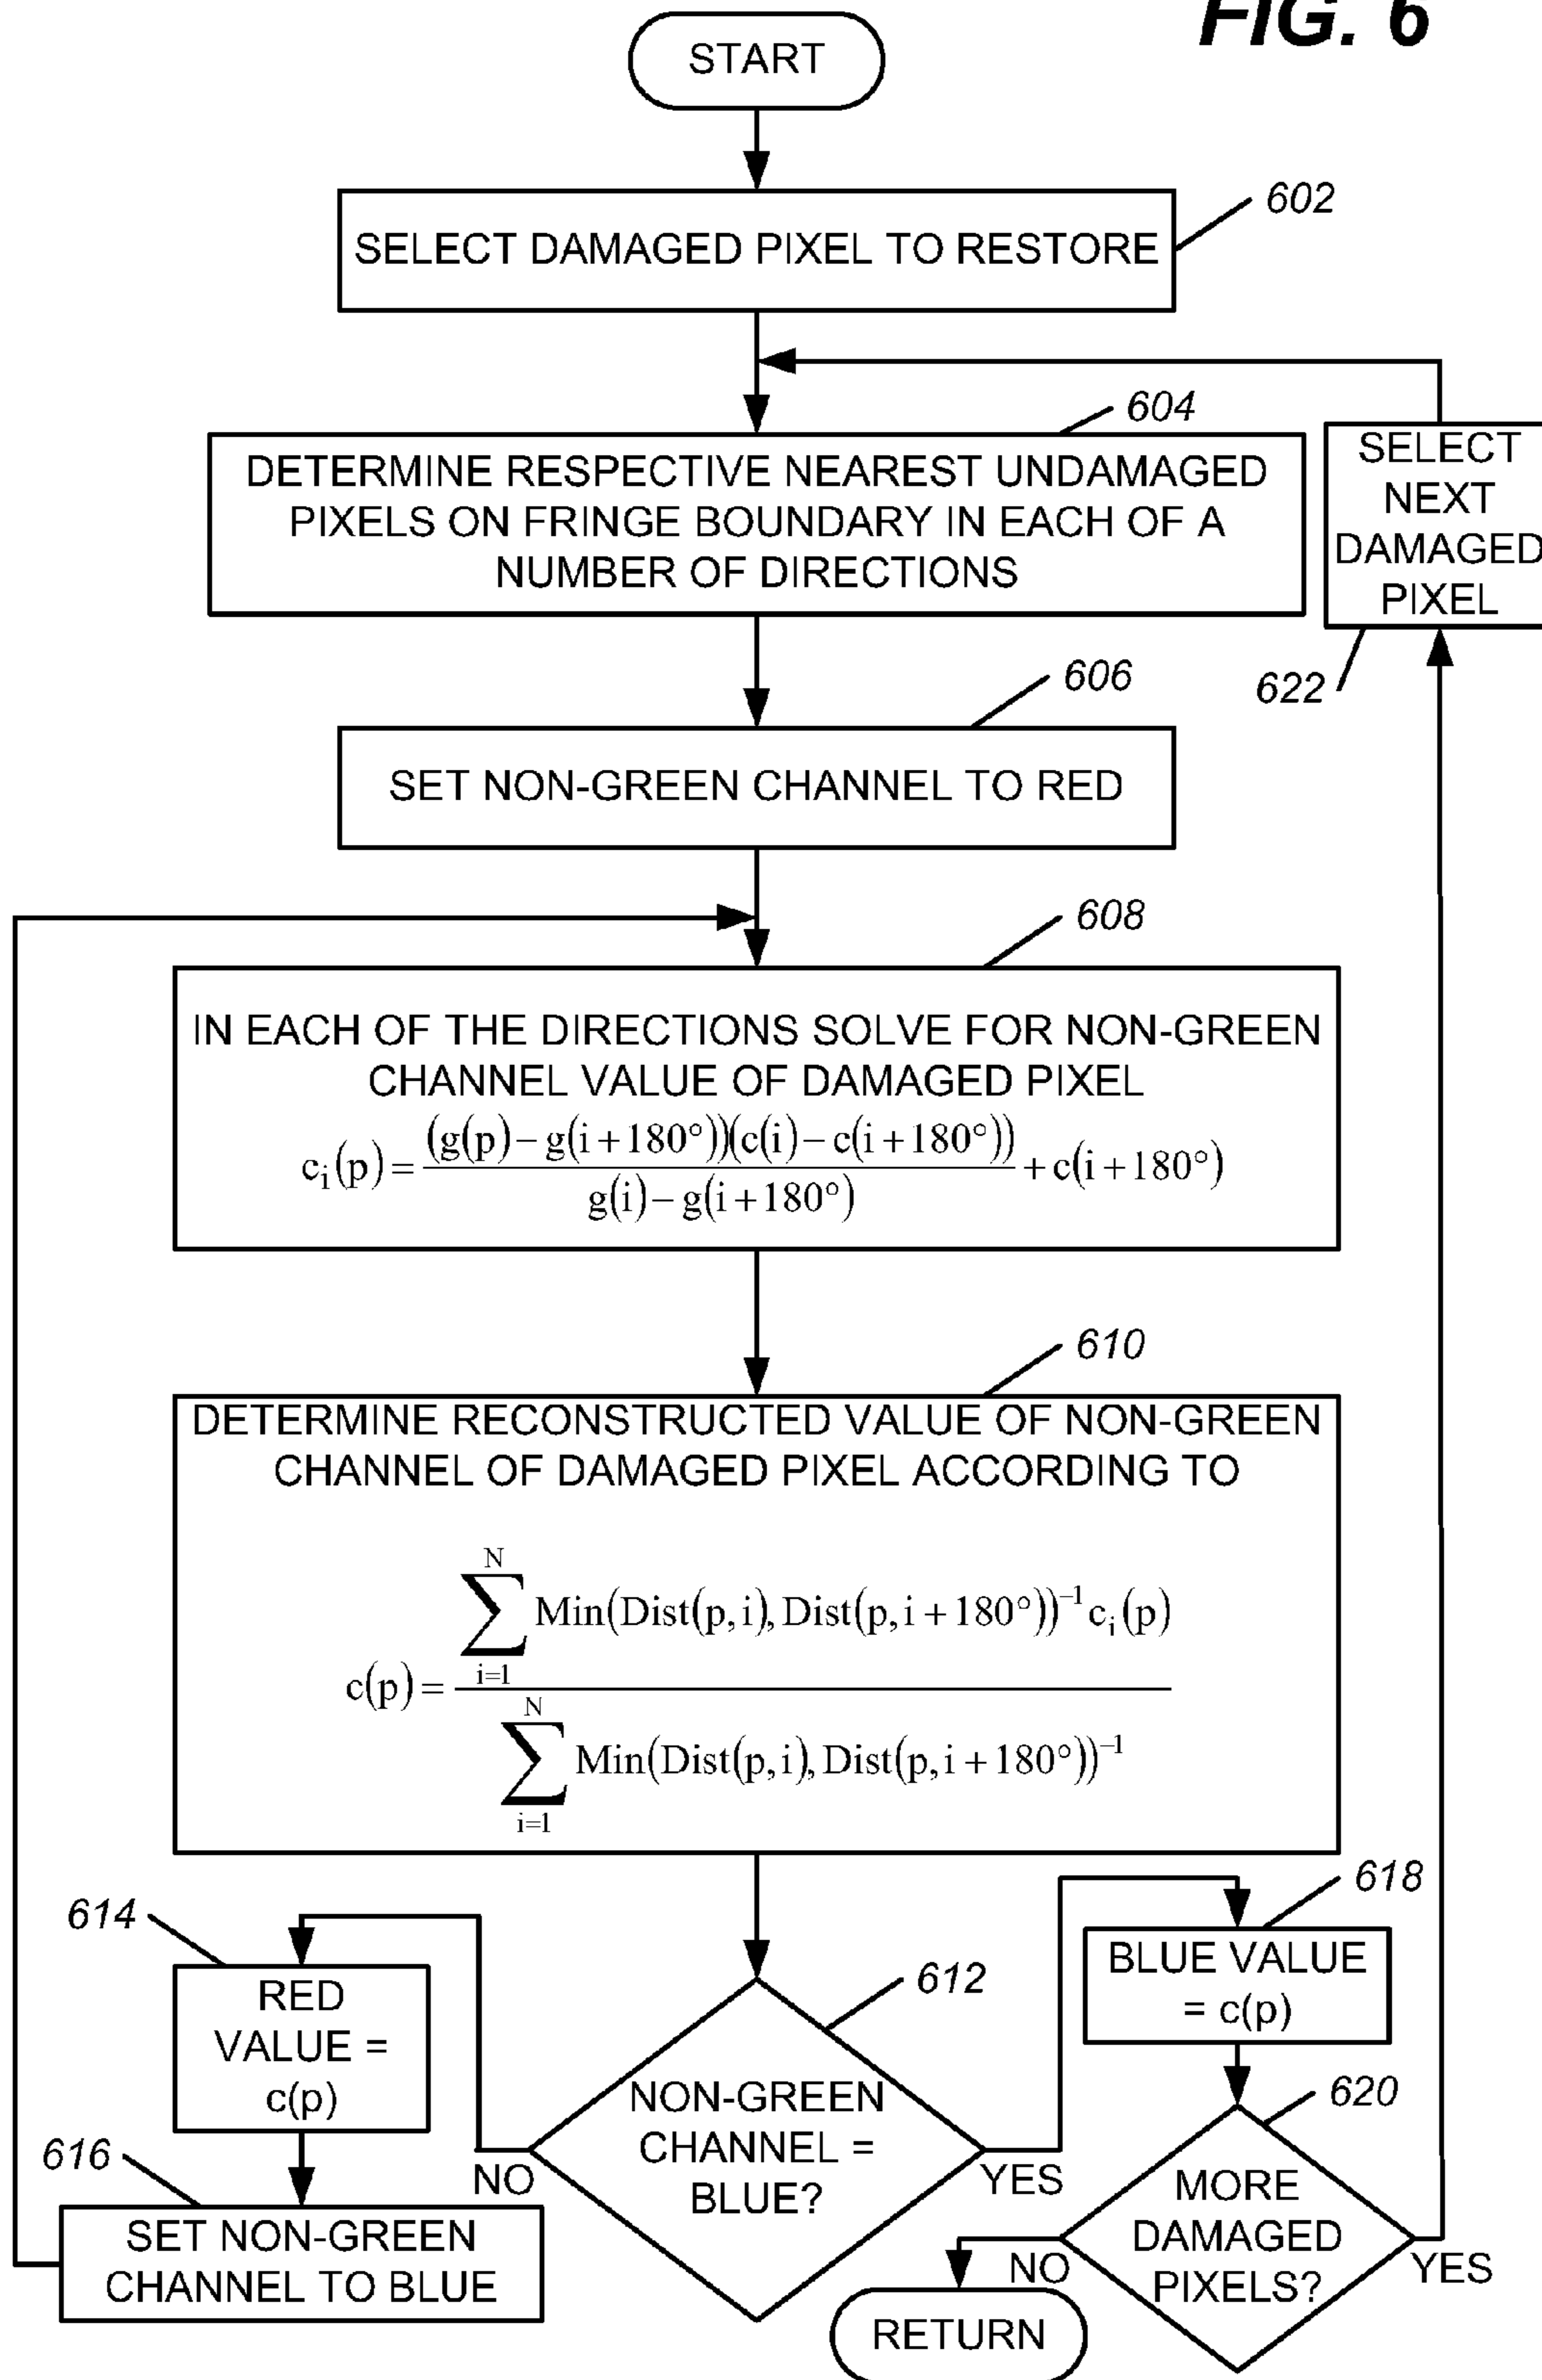 FIG. 6
START
602
SELECT DAMAGED PIXEL TO RESTORE
604
DETERMINE RESPECTIVE NEAREST UNDAMAGED
PIXELS ON FRINGE BOUNDARY IN EACH OF A
NUMBER OF DIRECTIONS
SELECT
NEXT
DAMAGED
PIXEL
622
606
SET NON-GREEN CHANNEL TO RED
608
IN EACH OF THE DIRECTIONS SOLVE FOR NON-GREEN
CHANNEL VALUE OF DAMAGED PIXEL
cᵢ(p) = (g(p) − g(i + 180°))(c(i) − c(i + 180°)) / g(i) − g(i + 180°) + c(i + 180°)
610
DETERMINE RECONSTRUCTED VALUE OF NON-GREEN
CHANNEL OF DAMAGED PIXEL ACCORDING TO
N
∑ Min(Dist(p, i), Dist(p, i + 180°))⁻¹ cᵢ(p)
i=1
c(p) =
N
∑ Min(Dist(p, i), Dist(p, i + 180°))⁻¹
i=1
614
RED
VALUE =
c(p)
616
SET NON-GREEN
CHANNEL TO BLUE
612
NON-GREEN
CHANNEL =
BLUE?
NO
YES
618
BLUE VALUE
= c(p)
620
MORE
DAMAGED
PIXELS?
NO
YES
RETURN